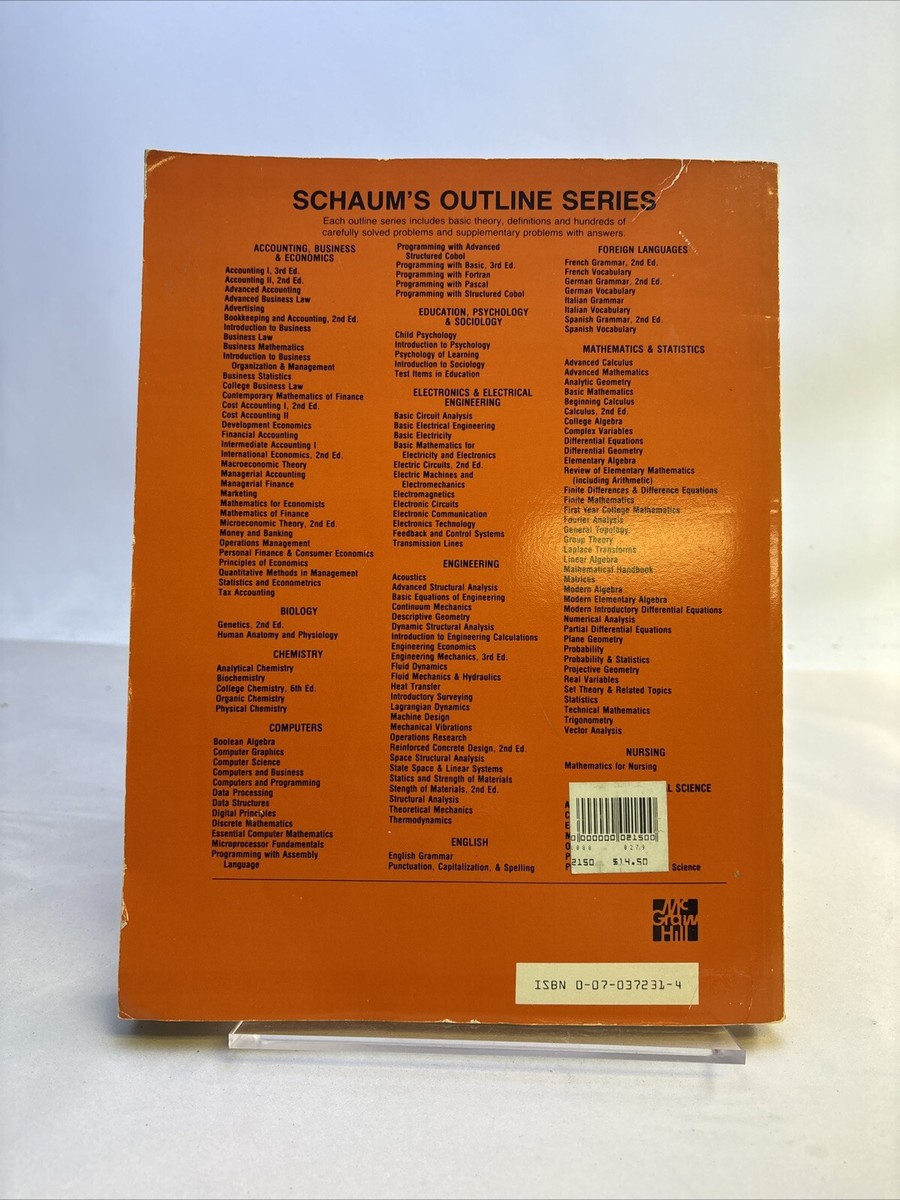 SCHAUM'S OUTLINE SERIES
Each outline series includes basic theory, definitions and hundreds of
carefully solved problems and supplementary problems with answers.
ACCOUNTING, BUSINESS
& ECONOMICS
Accounting I, 3rd Ed.
Accounting II, 2nd Ed.
Advanced Accounting
Advanced Business Law
Advertising
Bookkeeping and Accounting, 2nd Ed.
Introduction to Business
Business Law
Business Mathematics
Introduction to Business
Organization & Management
Business Statistics
College Business Law
Contemporary Mathematics of Finance
Cost Accounting I, 2nd Ed.
Cost Accounting II
Development Economics
Financial Accounting
Intermediate Accounting I
International Economics, 2nd Ed.
Macroeconomic Theory
Managerial Accounting
Managerial Finance
Marketing
Mathematics for Economists
Mathematics of Finance
Microeconomic Theory, 2nd Ed.
Money and Banking
Operations Management
Personal Finance & Consumer Economics
Principles of Economics
Quantitative Methods in Management
Statistics and Econometrics
Tax Accounting
BIOLOGY
Genetics, 2nd Ed.
Human Anatomy and Physiology
CHEMISTRY
Analytical Chemistry
Biochemistry
College Chemistry, 6th Ed.
Organic Chemistry
Physical Chemistry
COMPUTERS
Boolean Algebra
Computer Graphics
Computer Science
Computers and Business
Computers and Programming
Data Processing
Data Structures
Digital Principles
Discrete Mathematics
Essential Computer Mathematics
Microprocessor Fundamentals
Programming with Assembly
Language
Programming with Advanced
Structured Cobol
Programming with Basic, 3rd Ed.
Programming with Fortran
Programming with Pascal
Programming with Structured Cobol
EDUCATION, PSYCHOLOGY
& SOCIOLOGY
Child Psychology
Introduction to Psychology
Psychology of Learning
Introduction to Sociology
Test Items in Education
ELECTRONICS & ELECTRICAL
ENGINEERING
Basic Circuit Analysis
Basic Electrical Engineering
Basic Electricity
Basic Mathematics for
Electricity and Electronics
Electric Circuits, 2nd Ed.
Electric Machines and
Electromechanics
Electromagnetics
Electronic Circuits
Electronic Communication
Electronics Technology
Feedback and Control Systems
Transmission Lines
ENGINEERING
Acoustics
Advanced Structural Analysis
Basic Equations of Engineering
Continuum Mechanics
Descriptive Geometry
Dynamic Structural Analysis
Introduction to Engineering Calculations
Engineering Economics
Engineering Mechanics, 3rd Ed.
Fluid Dynamics
Fluid Mechanics & Hydraulics
Heat Transfer
Introductory Surveying
Lagrangian Dynamics
Machine Design
Mechanical Vibrations
Operations Research
Reinforced Concrete Design, 2nd Ed.
Space Structural Analysis
State Space & Linear Systems
Statics and Strength of Materials
Stength of Materials, 2nd Ed.
Structural Analysis
Theoretical Mechanics
Thermodynamics
ENGLISH
English Grammar
Punctuation, Capitalization, & Spelling
FOREIGN LANGUAGES
French Grammar, 2nd Ed.
French Vocabulary
German Grammar, 2nd Ed.
German Vocabulary
Italian Grammar
Italian Vocabulary
Spanish Grammar, 2nd Ed.
Spanish Vocabulary
MATHEMATICS & STATISTICS
Advanced Calculus
Advanced Mathematics
Analytic Geometry
Basic Mathematics
Beginning Calculus
Calculus, 2nd Ed.
College Algebra
Complex Variables
Differential Equations
Differential Geometry
Elementary Algebra
Review of Elementary Mathematics
(including Arithmetic)
Finite Differences & Difference Equations
Finite Mathematics
First Year College Mathematics
Fourier Analysis
General Topology
Group Theory
Laplace Transforms
Linear Algebra
Mathematical Handbook
Matrices
Modern Algebra
Modern Elementary Algebra
Modern Introductory Differential Equations
Numerical Analysis
Partial Differential Equations
Plane Geometry
Probability
Probability & Statistics
Projective Geometry
Real Variables
Set Theory & Related Topics
Statistics
Technical Mathematics
Trigonometry
Vector Analysis
NURSING
Mathematics for Nursing
SCIENCE
Science
0 000000 021500
2150 $14.50
Mc
Graw
Hill
ISBN 0-07-037231-4